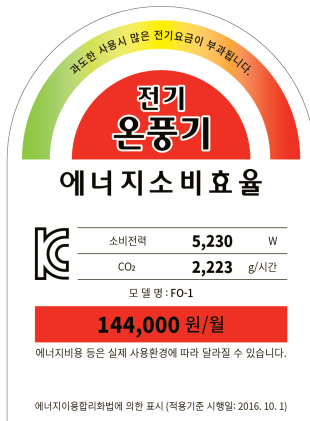 과도한 사용시 많은 전기요금이 부과됩니다.
전기
온풍기
에너지소비효율
소비전력 5,230 W
CO₂ 2,223 g/시간
모 델 명 : FO-1
144,000 원/월
에너지비용 등은 실제 사용환경에 따라 달라질 수 있습니다.
에너지이용합리화법에 의한 표시 (적용기준 시행일: 2016. 10. 1)